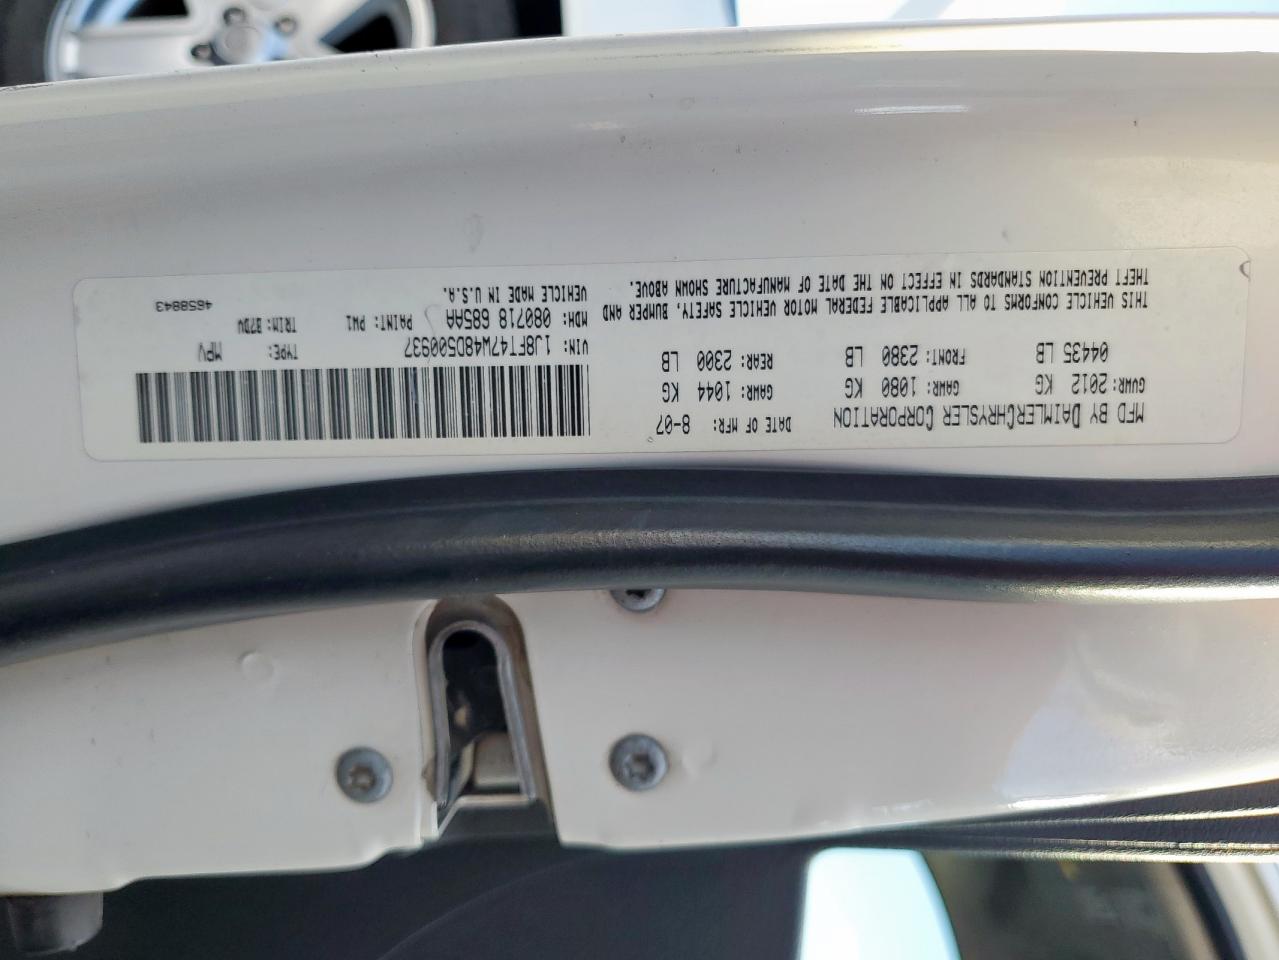 MFD BY DAIMLERCHRYSLER CORPORATION
DATE OF MFR: 8-07
GVWR: 2012 KG
04435 LB
GAWR: 1080 KG
FRONT: 2380 LB
GAWR: 1044 KG
REAR: 2300 LB
THIS VEHICLE CONFORMS TO ALL APPLICABLE FEDERAL MOTOR VEHICLE SAFETY, BUMPER AND
THEFT PREVENTION STANDARDS IN EFFECT ON THE DATE OF MANUFACTURE SHOWN ABOVE.
VIN: 1J8FT47W48D500937
TYPE: MPV
MDH: 080718 685AA
PAINT: PW1
TRIM: B7DV
VEHICLE MADE IN U.S.A.
4658843